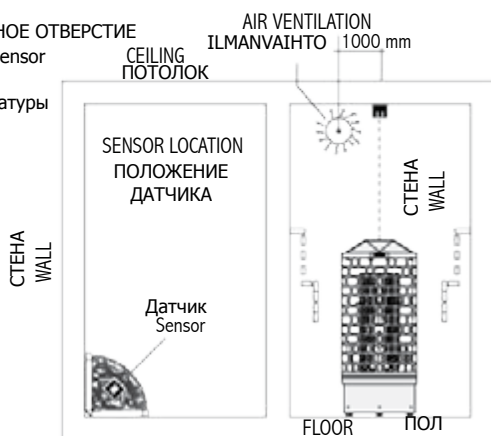 НОЕ ОТВЕРСТИЕ
ensor
атуры
AIR VENTILATION
ILMANVAIHTO
1000 mm
CEILING
ПОТОЛОК
SENSOR LOCATION
ПОЛОЖЕНИЕ
ДАТЧИКА
СТЕНА
WALL
СТЕНА
WALL
Датчик
Sensor
FLOOR
ПОЛ